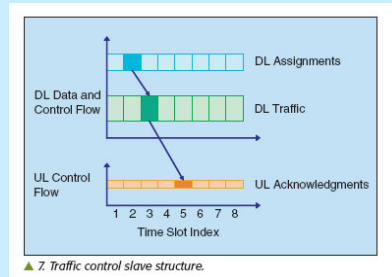 DL Assignments
DL Data and
Control Flow
DL Traffic
UL Control
Flow
UL Acknowledgments
1 2 3 4 5 6 7 8
Time Slot Index
▲ 7. Traffic control slave structure.